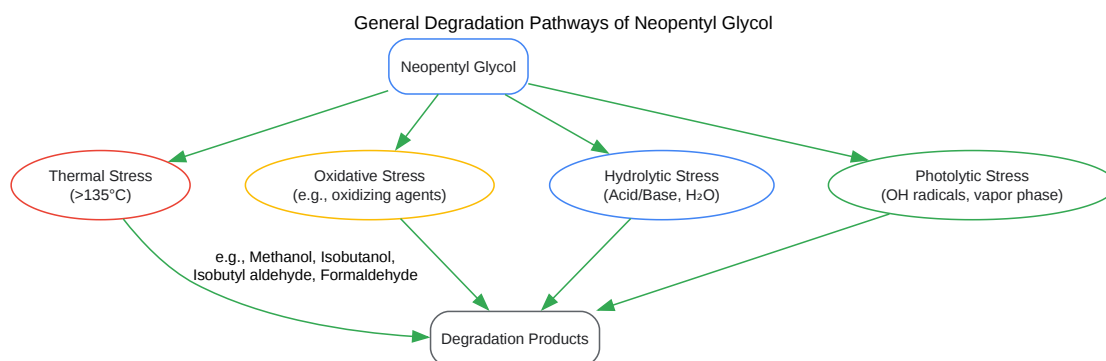 General Degradation Pathways of Neopentyl Glycol
Neopentyl Glycol
Thermal Stress
(>135°C)
Oxidative Stress
(e.g., oxidizing agents)
Hydrolytic Stress
(Acid/Base, H₂O)
Photolytic Stress
(OH radicals, vapor phase)
e.g., Methanol, Isobutanol,
Isobutyl aldehyde, Formaldehyde
Degradation Products